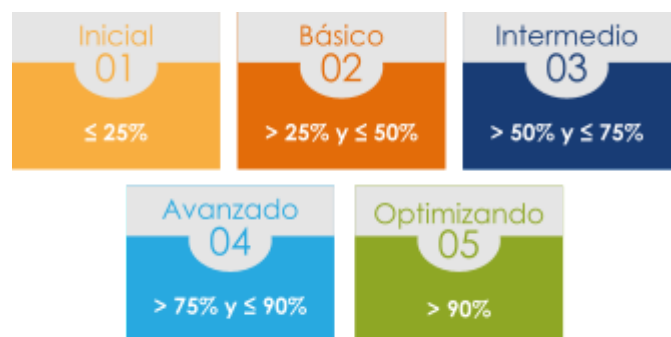 Inicial
01
≤ 25%
Básico
02
> 25% y ≤ 50%
Intermedio
03
> 50% y ≤ 75%
Avanzado
04
> 75% y ≤ 90%
Optimizando
05
> 90%